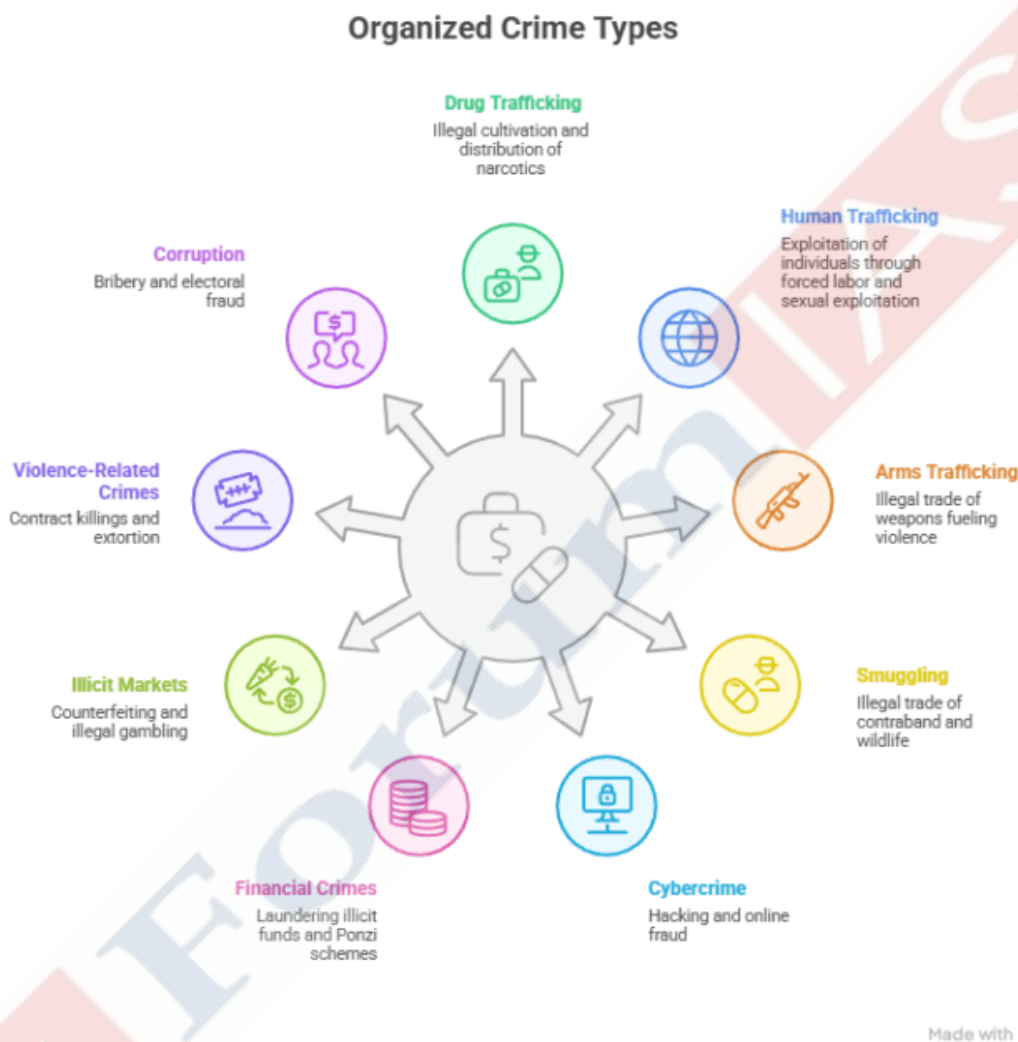 Organized Crime Types
Drug Trafficking
Illegal cultivation and
distribution of
narcotics
Human Trafficking
Exploitation of
individuals through
forced labor and
sexual exploitation
Corruption
Bribery and electoral
fraud
Violence-Related
Crimes
Contract killings and
extortion
Arms Trafficking
Illegal trade of
weapons fueling
violence
$
$
Illicit Markets
Counterfeiting and
illegal gambling
$
Smuggling
Illegal trade of
contraband and
wildlife
Financial Crimes
Laundering illicit
funds and Ponzi
schemes
Cybercrime
Hacking and online
fraud
Forum IAS
Made with